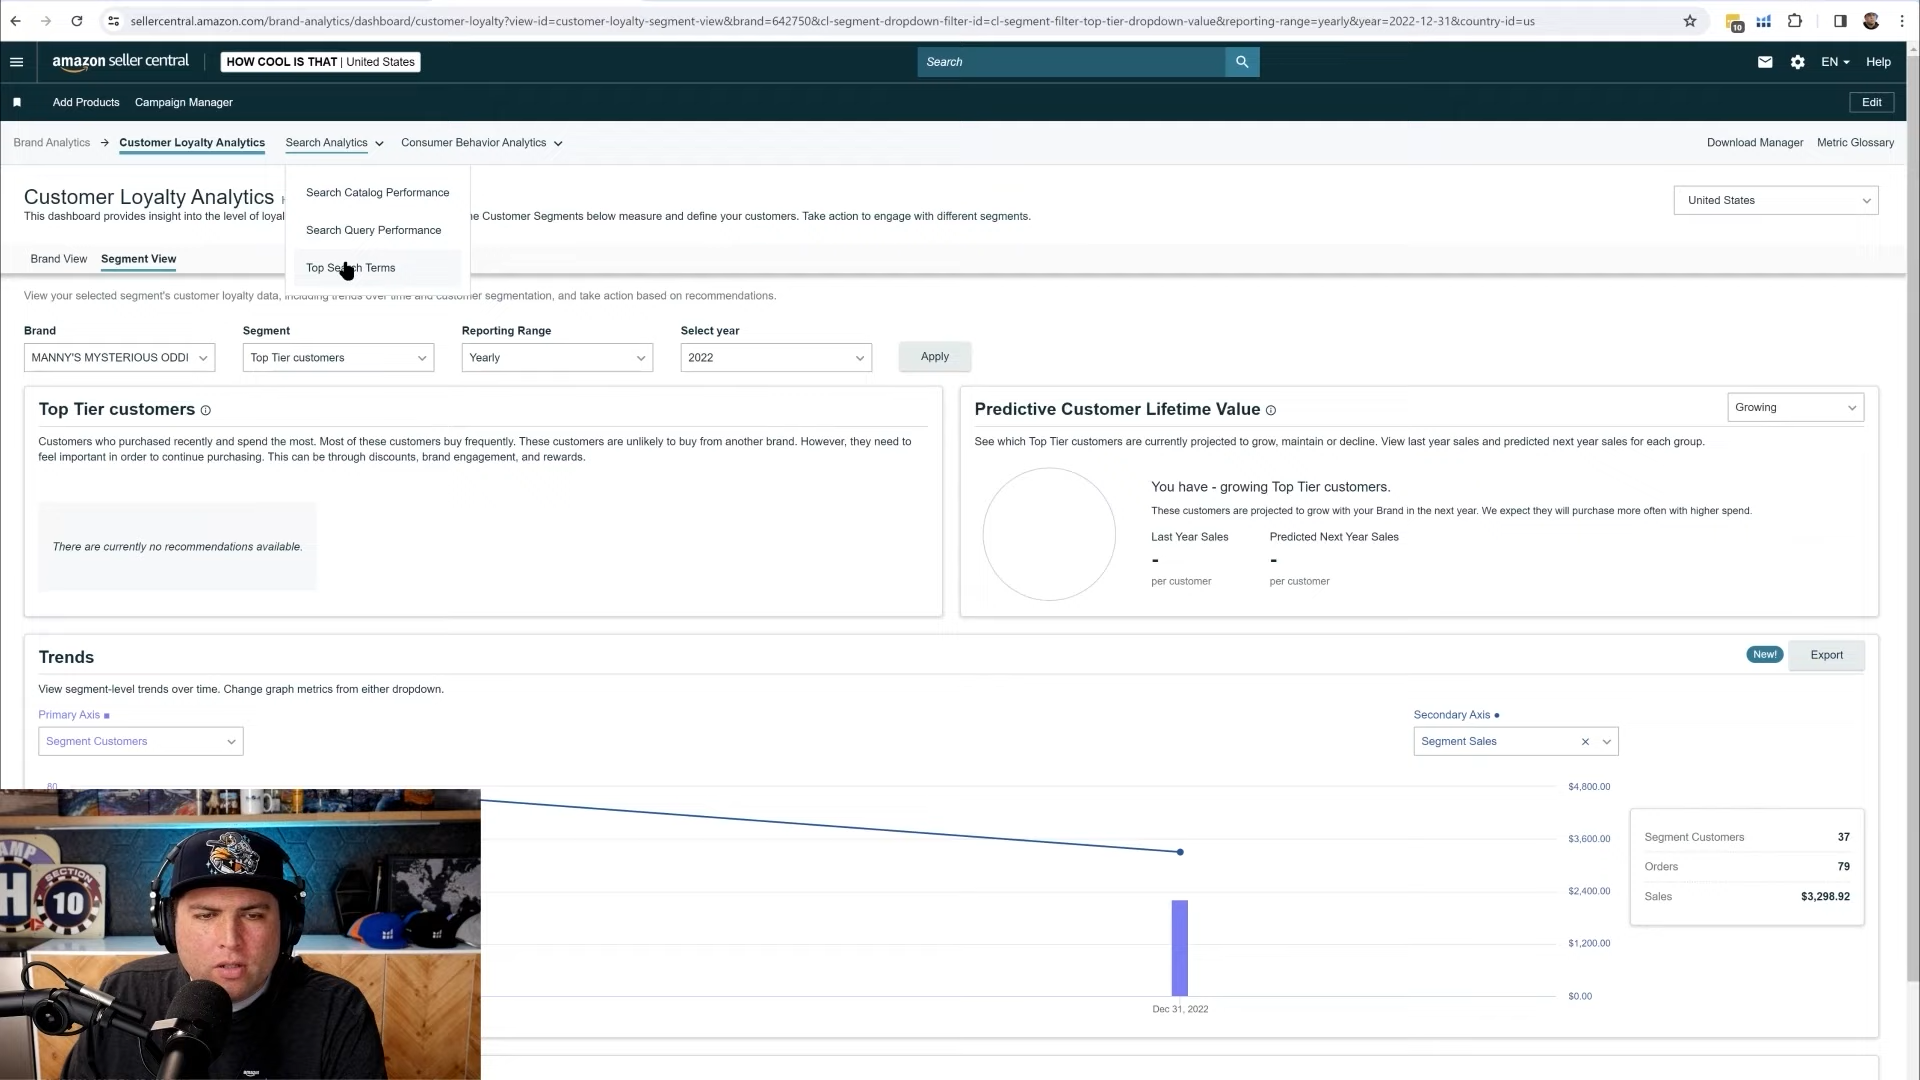 sellercentral.amazon.com/brand-analytics/dashboard/customer-loyalty?view-id=customer-loyalty-segment-view&brand=642750&cl-segment-dropdown-filter-id=cl-segment-filter-top-tier-dropdown-value&reporting-range=yearly&year=2022-12-31&country-id=us
10
amazon seller central
HOW COOL IS THAT | United States
Search
EN
Help
Add Products
Campaign Manager
Edit
Brand Analytics
Customer Loyalty Analytics
Search Analytics
Consumer Behavior Analytics
Download Manager
Metric Glossary
Search Catalog Performance
Search Query Performance
Top Search Terms
Customer Loyalty Analytics
United States
This dashboard provides insight into the level of loyal
e Customer Segments below measure and define your customers. Take action to engage with different segments.
Brand View
Segment View
View your selected segment's customer loyalty data, including trends over time and customer segmentation, and take action based on recommendations.
Brand
Segment
Reporting Range
Select year
MANNY'S MYSTERIOUS ODDI
Top Tier customers
Yearly
2022
Apply
Top Tier customers
Customers who purchased recently and spend the most. Most of these customers buy frequently. These customers are unlikely to buy from another brand. However, they need to
feel important in order to continue purchasing. This can be through discounts, brand engagement, and rewards.
There are currently no recommendations available.
Predictive Customer Lifetime Value
Growing
See which Top Tier customers are currently projected to grow, maintain or decline. View last year sales and predicted next year sales for each group.
You have - growing Top Tier customers.
These customers are projected to grow with your Brand in the next year. We expect they will purchase more often with higher spend.
Last Year Sales
Predicted Next Year Sales
-
-
per customer
per customer
Trends
New!
Export
View segment-level trends over time. Change graph metrics from either dropdown.
Primary Axis
Secondary Axis
Segment Customers
Segment Sales
80
$4,800.00
$3,600.00
$2,400.00
$1,200.00
$0.00
Dec 31, 2022
Segment Customers 37
Orders 79
Sales $3,298.92
AMP
H
SECTION
10
amazon